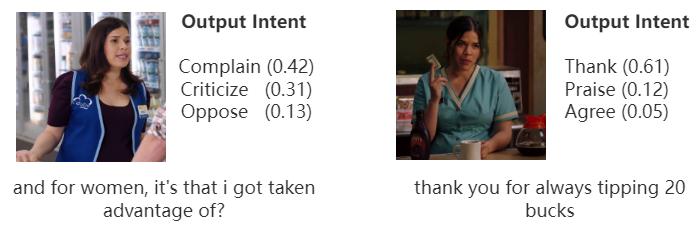 Output Intent
Complain (0.42)
Criticize (0.31)
Oppose (0.13)
and for women, it's that i got taken
advantage of?
Output Intent
Thank (0.61)
Praise (0.12)
Agree (0.05)
thank you for always tipping 20
bucks